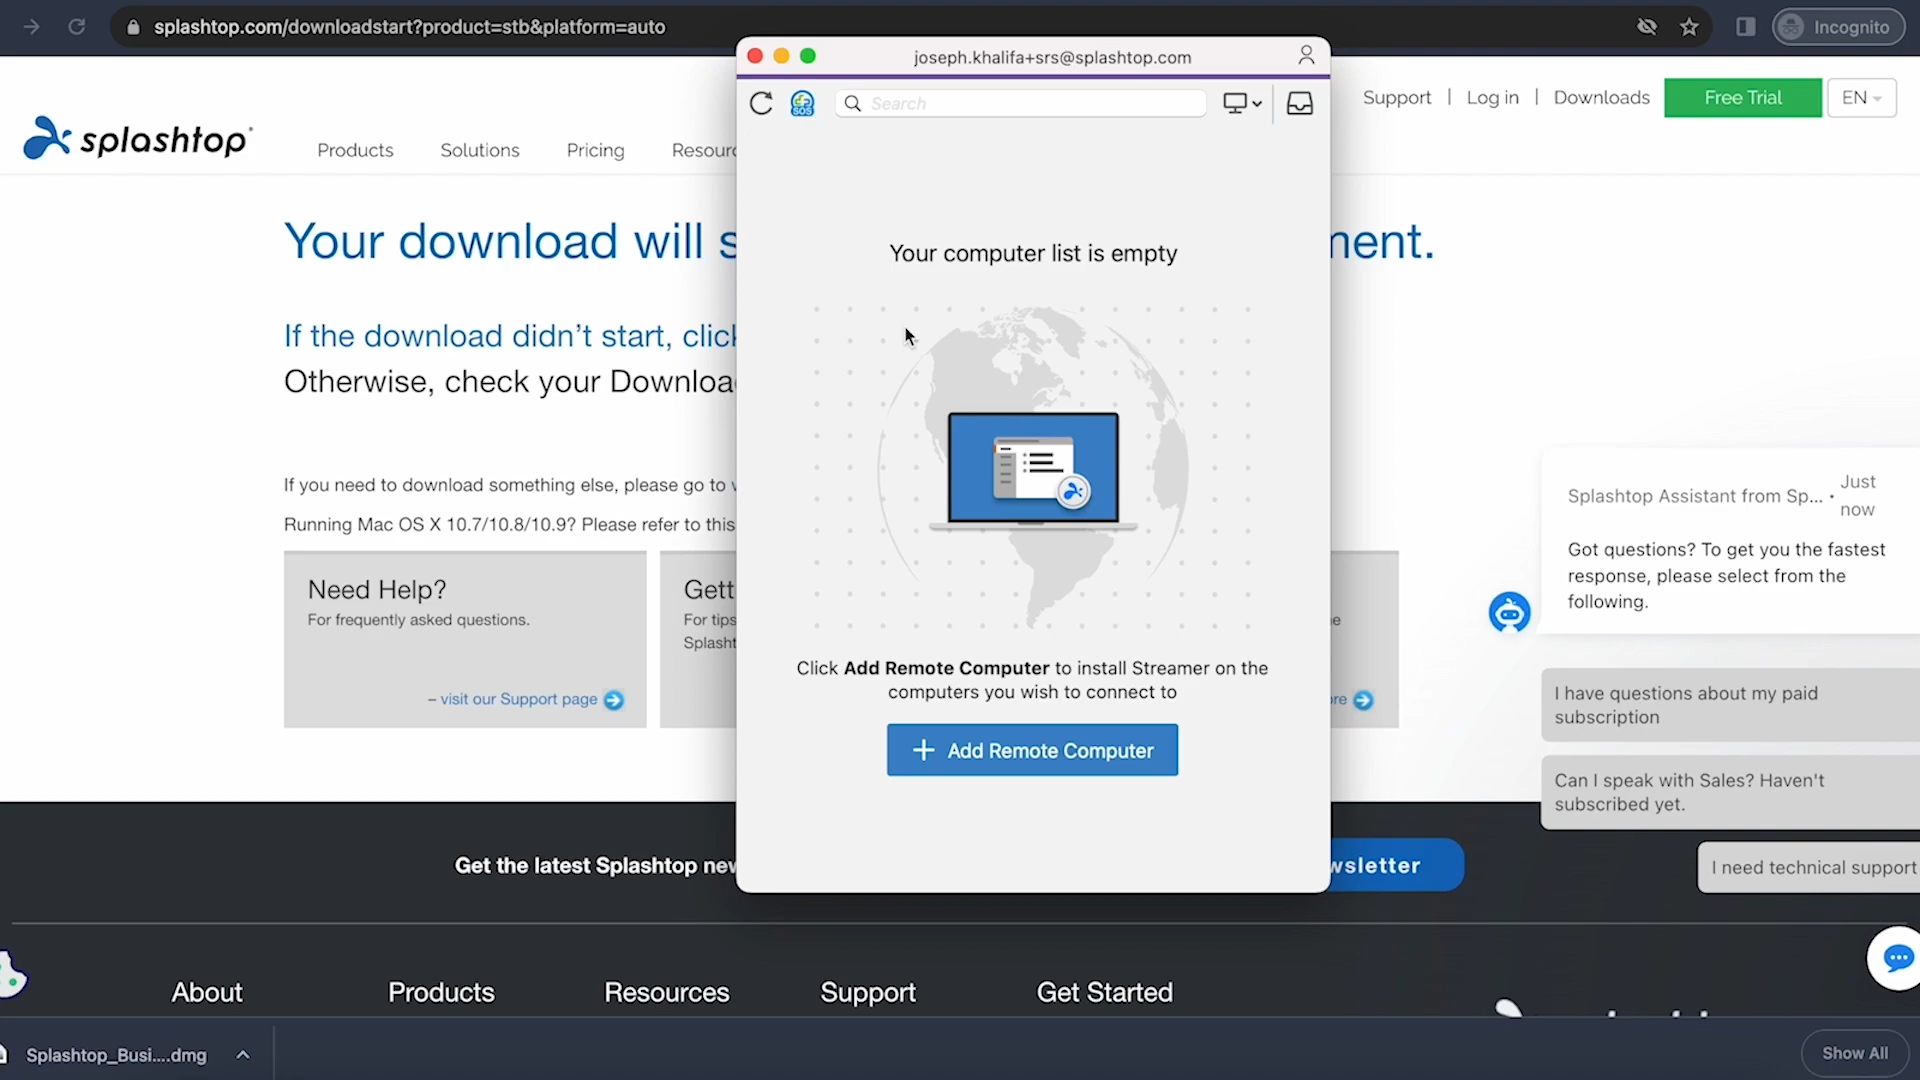 splashtop.com/downloadstart?product=stb&platform=auto
Incognito
joseph.khalifa+srs@splashtop.com
SOS
Search
Support | Log in | Downloads
Free Trial
EN
splashtop
Products
Solutions
Pricing
Resourc
Your download will s
ment.
Your computer list is empty
If the download didn't start, click
Otherwise, check your Downloa
If you need to download something else, please go to w
Running Mac OS X 10.7/10.8/10.9? Please refer to this
Need Help?
For frequently asked questions.
– visit our Support page
Gett
For tips
Splasht
e
ore
Click Add Remote Computer to install Streamer on the
computers you wish to connect to
+ Add Remote Computer
Splashtop Assistant from Sp... • Just now
Got questions? To get you the fastest
response, please select from the
following.
I have questions about my paid
subscription
Can I speak with Sales? Haven't
subscribed yet.
I need technical support
Get the latest Splashtop new
wsletter
About
Products
Resources
Support
Get Started
Splashtop_Busi....dmg
Show All